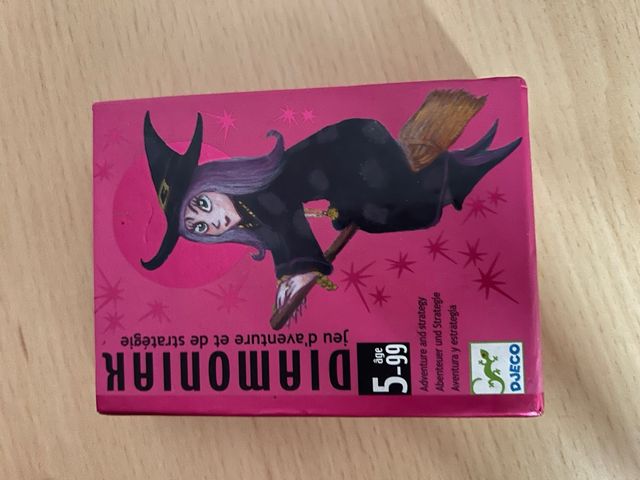 DIAMONIAK
jeu d'aventure et de stratégie
âge
5-99
Adventure and strategy
Abenteuer und Strategie
Aventura y estrategia
DJECO